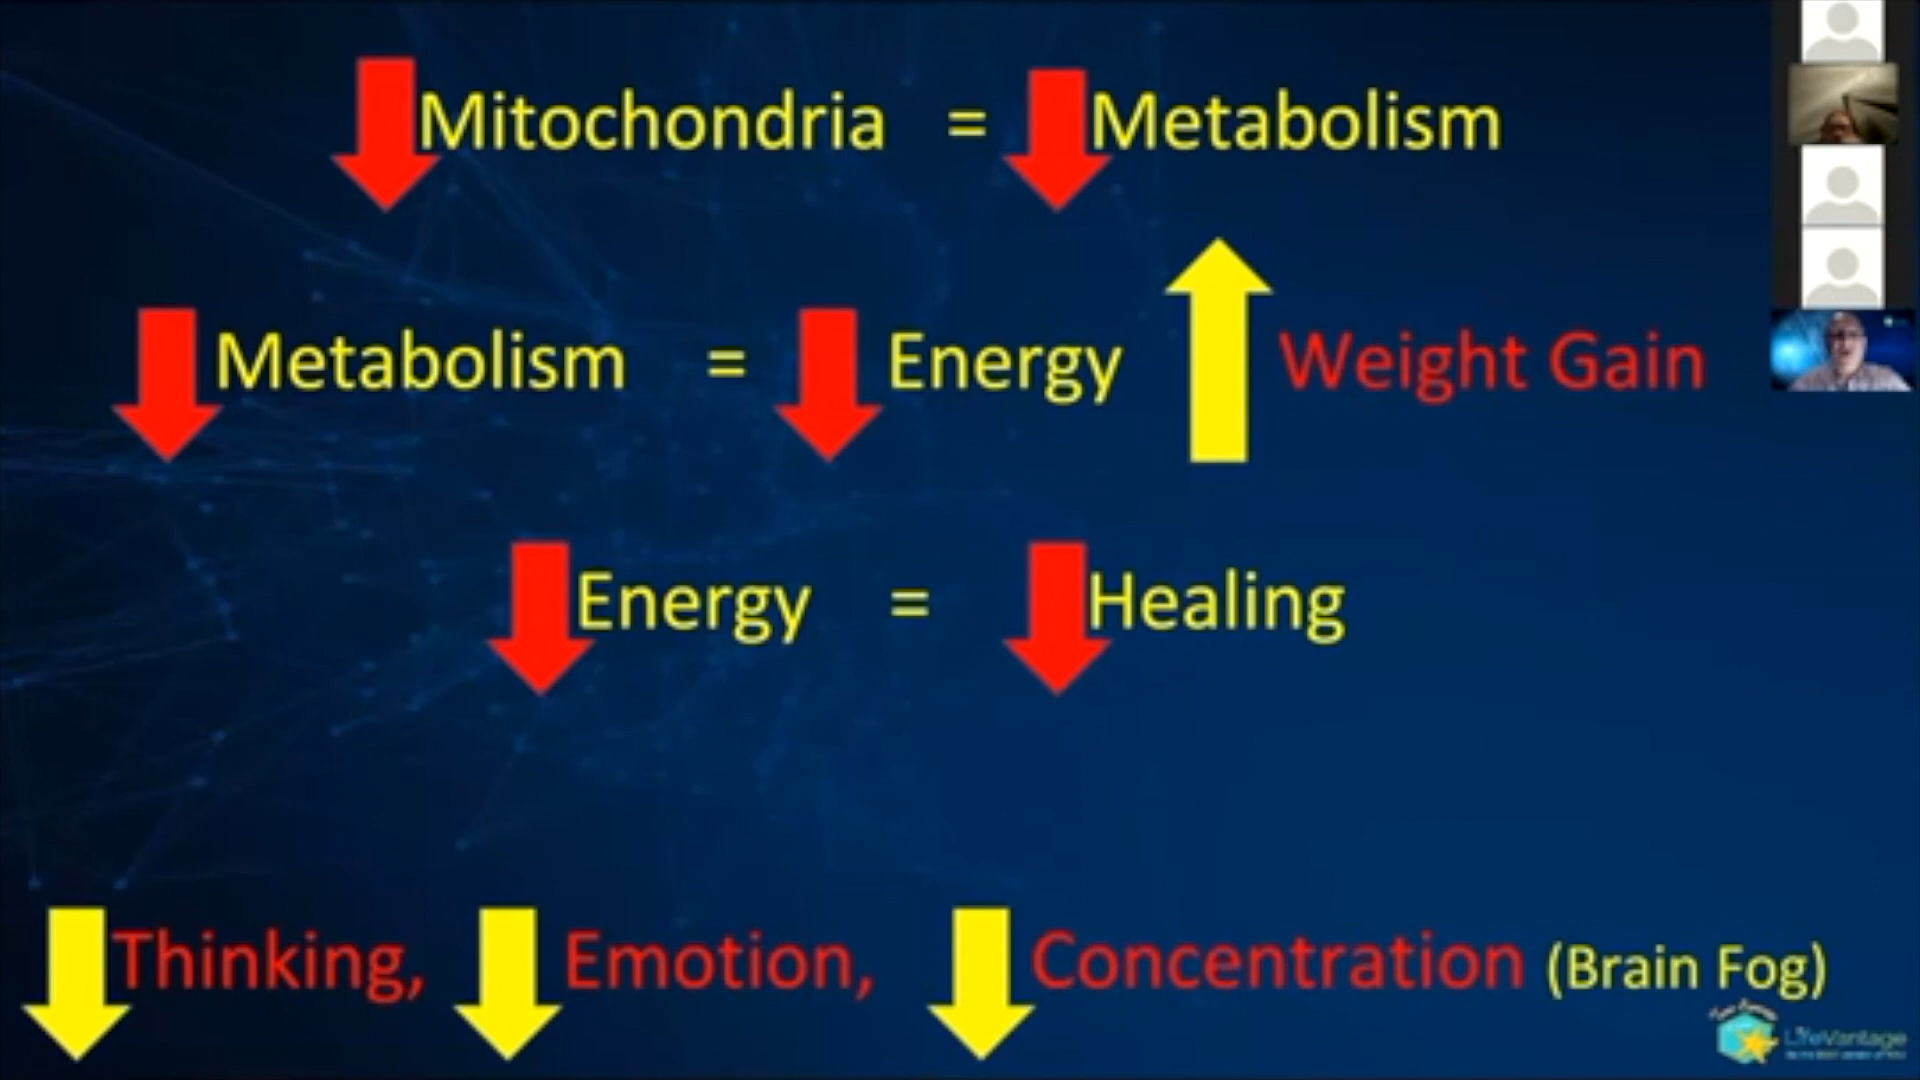 Mitochondria = Metabolism
Metabolism = Energy Weight Gain
Energy = Healing
Thinking, Emotion, Concentration (Brain Fog)
LifeVantage